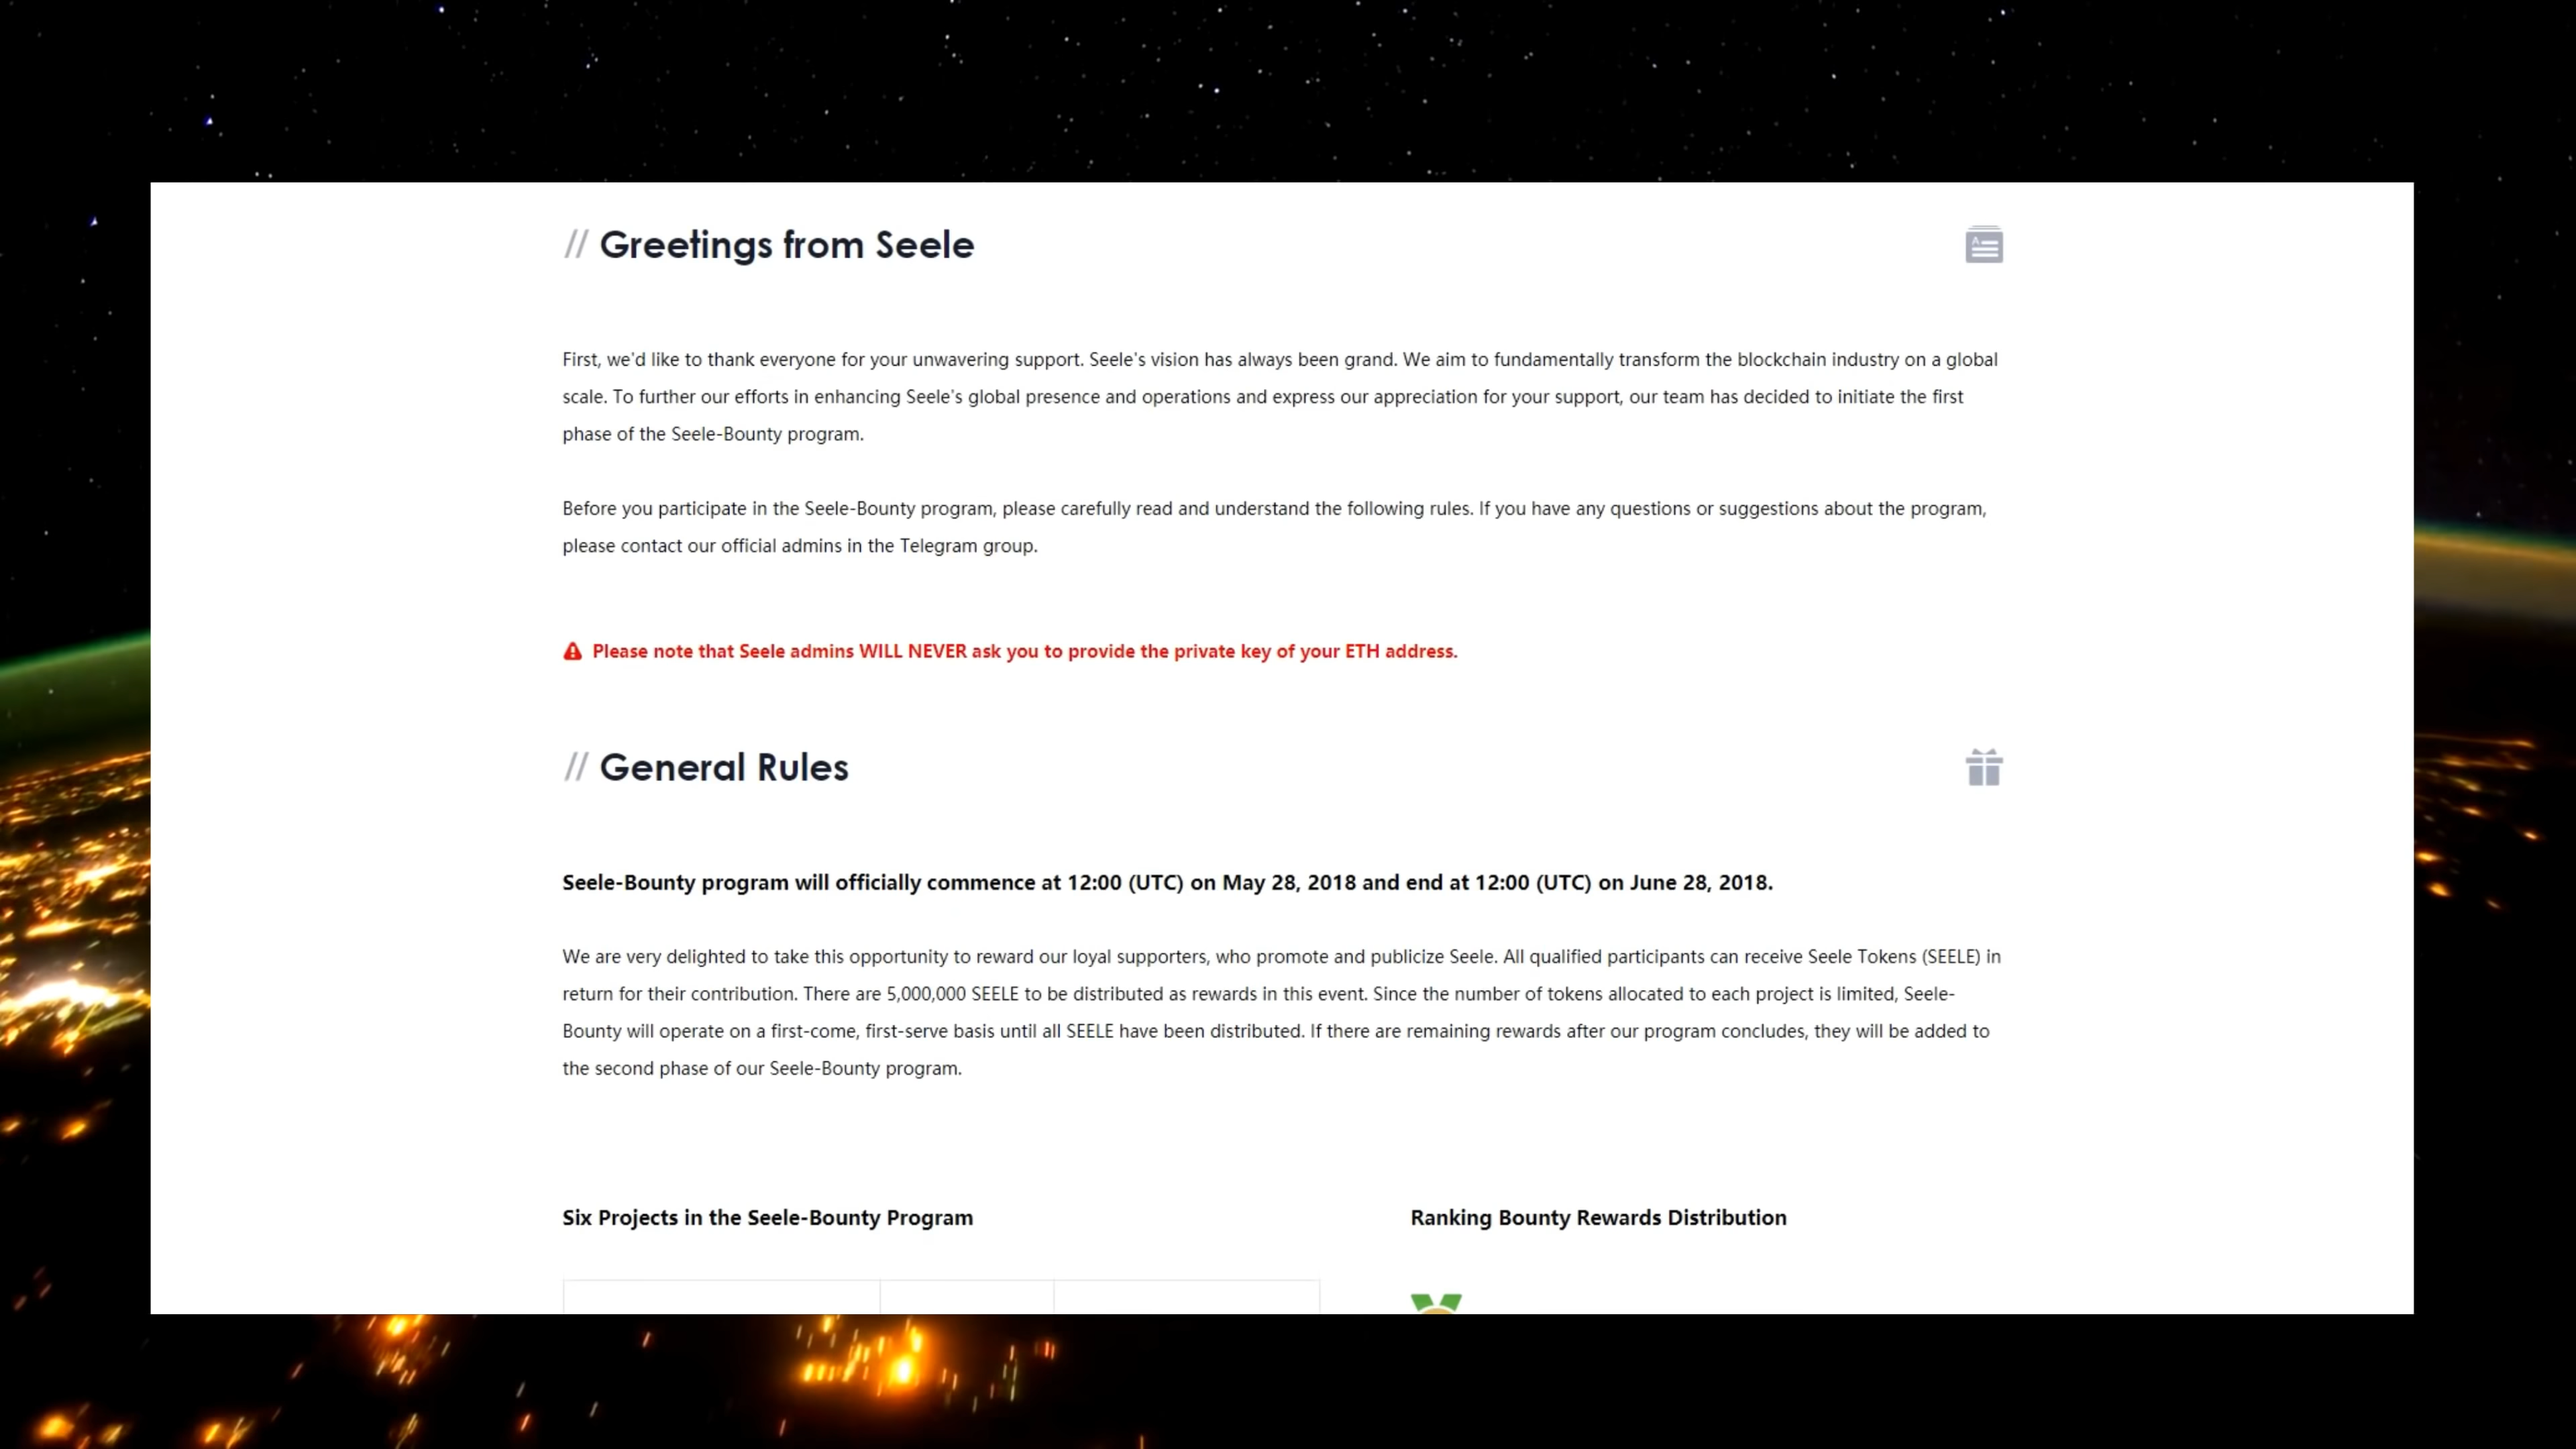 // Greetings from Seele
First, we'd like to thank everyone for your unwavering support. Seele's vision has always been grand. We aim to fundamentally transform the blockchain industry on a global
scale. To further our efforts in enhancing Seele's global presence and operations and express our appreciation for your support, our team has decided to initiate the first
phase of the Seele-Bounty program.
Before you participate in the Seele-Bounty program, please carefully read and understand the following rules. If you have any questions or suggestions about the program,
please contact our official admins in the Telegram group.
Please note that Seele admins WILL NEVER ask you to provide the private key of your ETH address.
// General Rules
Seele-Bounty program will officially commence at 12:00 (UTC) on May 28, 2018 and end at 12:00 (UTC) on June 28, 2018.
We are very delighted to take this opportunity to reward our loyal supporters, who promote and publicize Seele. All qualified participants can receive Seele Tokens (SEELE) in
return for their contribution. There are 5,000,000 SEELE to be distributed as rewards in this event. Since the number of tokens allocated to each project is limited, Seele-
Bounty will operate on a first-come, first-serve basis until all SEELE have been distributed. If there are remaining rewards after our program concludes, they will be added to
the second phase of our Seele-Bounty program.
Six Projects in the Seele-Bounty Program
Ranking Bounty Rewards Distribution